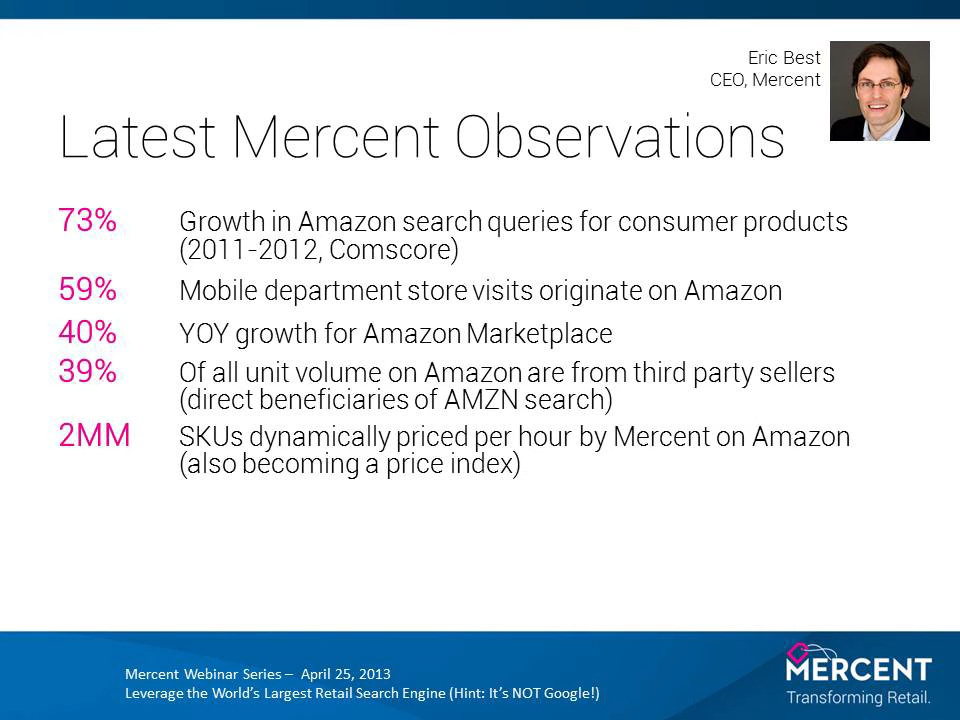 Eric Best
CEO, Mercent
Latest Mercent Observations
73% Growth in Amazon search queries for consumer products
(2011-2012, Comscore)
59% Mobile department store visits originate on Amazon
40% YOY growth for Amazon Marketplace
39% Of all unit volume on Amazon are from third party sellers
(direct beneficiaries of AMZN search)
2MM SKUs dynamically priced per hour by Mercent on Amazon
(also becoming a price index)
Mercent Webinar Series – April 25, 2013
Leverage the World's Largest Retail Search Engine (Hint: It's NOT Google!)
MERCENT
Transforming Retail.